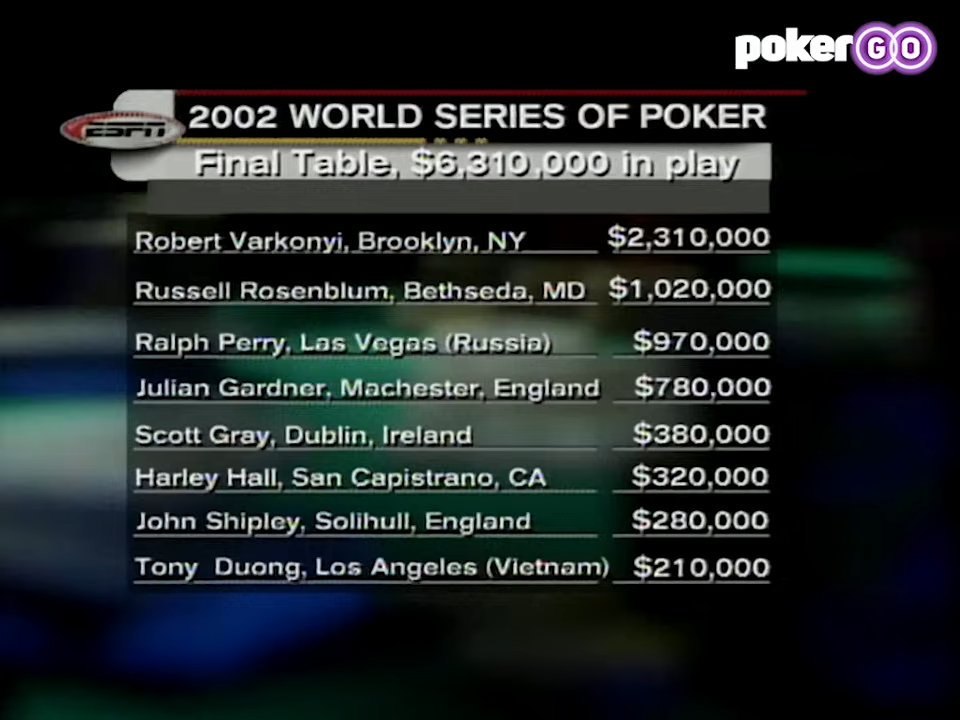 pokerGO
ESPN
2002 WORLD SERIES OF POKER
Final Table, $6,310,000 in play
Robert Varkonyi, Brooklyn, NY $2,310,000
Russell Rosenblum, Bethseda, MD $1,020,000
Ralph Perry, Las Vegas (Russia) $970,000
Julian Gardner, Machester, England $780,000
Scott Gray, Dublin, Ireland $380,000
Harley Hall, San Capistrano, CA $320,000
John Shipley, Solihull, England $280,000
Tony Duong, Los Angeles (Vietnam) $210,000